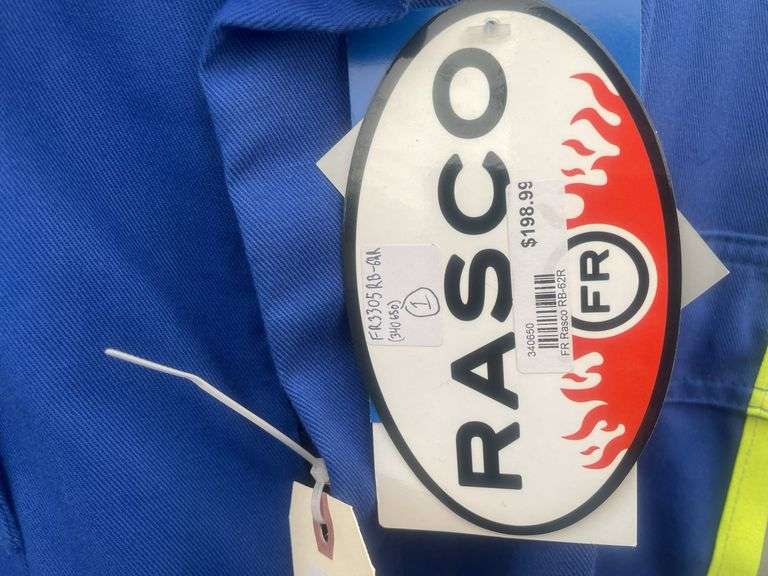 RASCO
FR
FR3305RB-62R
(340650)
1
$198.99
340650
FR Rasco RB-62R